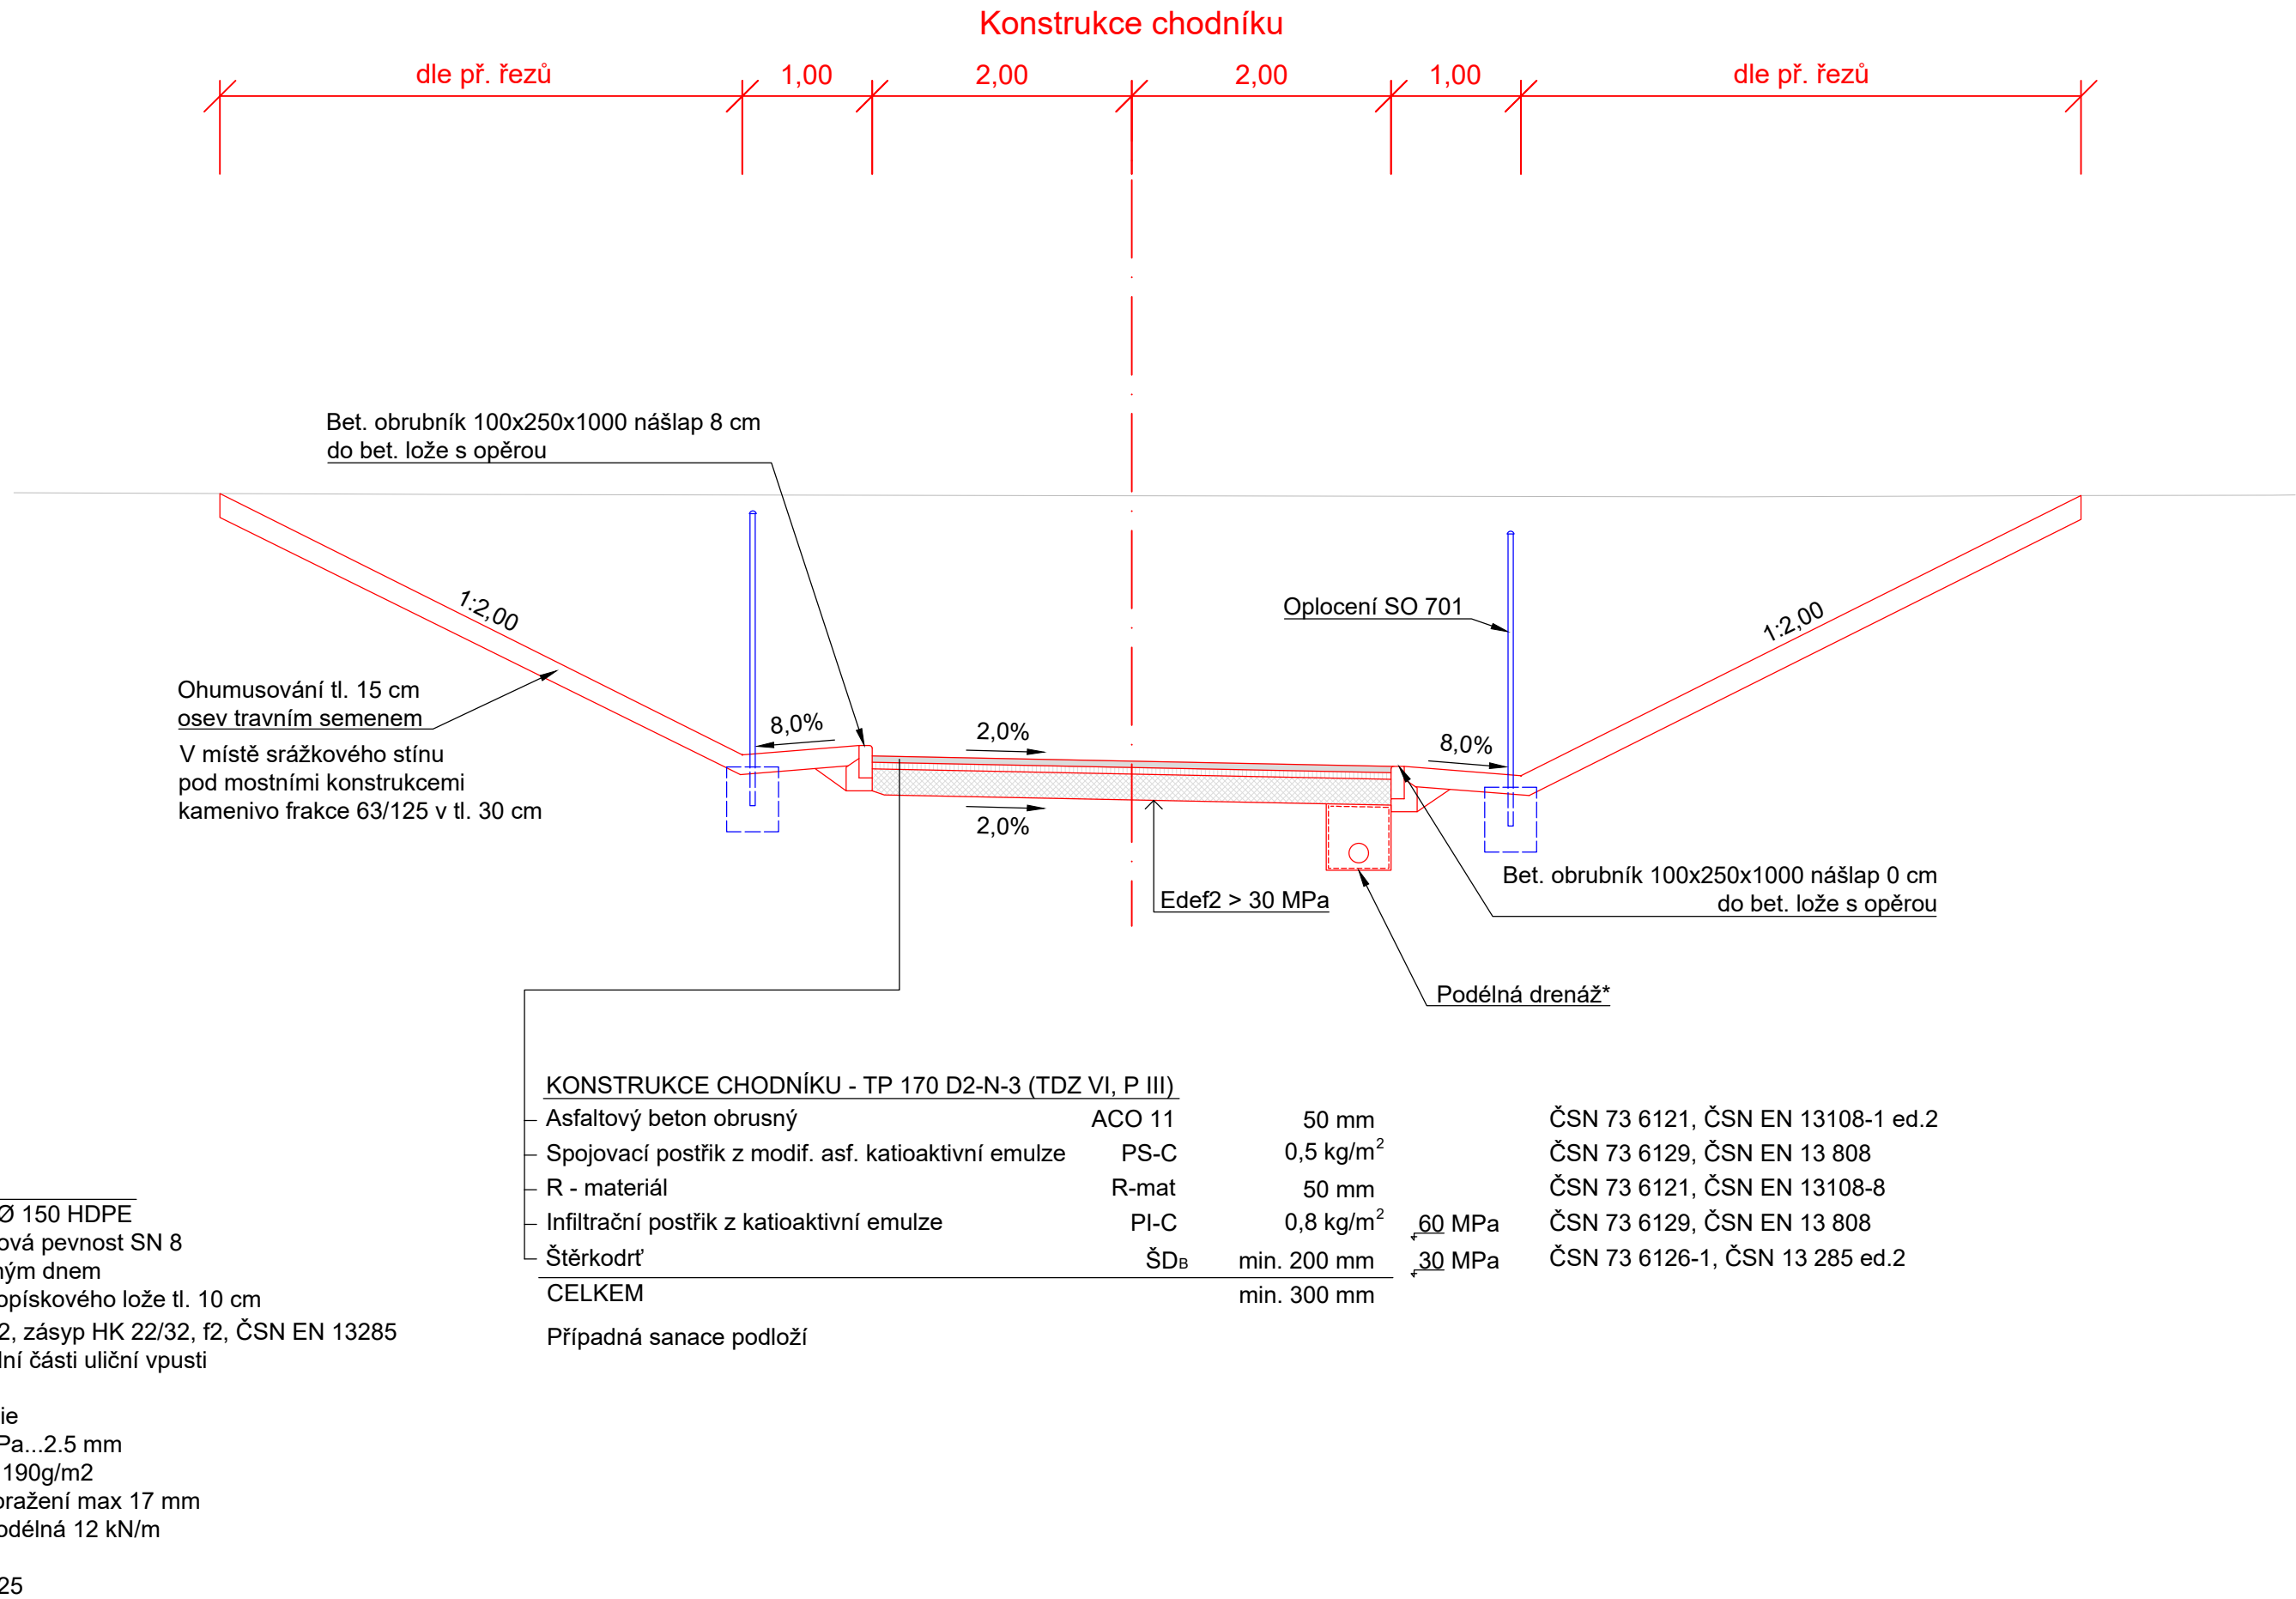 Konstrukce chodníku
dle př. řezů 1,00 2,00 2,00 1,00 dle př. řezů
Bet. obrubník 100x250x1000 nášlap 8 cm
do bet. lože s opěrou
1:2,00
Oplocení SO 701
1:2,00
Ohumusování tl. 15 cm
osev travním semenem
V místě srážkového stínu
pod mostními konstrukcemi
kamenivo frakce 63/125 v tl. 30 cm
8,0%
2,0%
8,0%
2,0%
Edef2 > 30 MPa
Bet. obrubník 100x250x1000 nášlap 0 cm
do bet. lože s opěrou
Podélná drenáž*
KONSTRUKCE CHODNÍKU - TP 170 D2-N-3 (TDZ VI, P III)
Asfaltový beton obrusný ACO 11 50 mm ČSN 73 6121, ČSN EN 13108-1 ed.2
Spojovací postřik z modif. asf. katioaktivní emulze PS-C 0,5 kg/m² ČSN 73 6129, ČSN EN 13 808
R - materiál R-mat 50 mm ČSN 73 6121, ČSN EN 13108-8
Infiltrační postřik z katioaktivní emulze PI-C 0,8 kg/m² 60 MPa ČSN 73 6129, ČSN EN 13 808
Štěrkodrť ŠDB min. 200 mm 30 MPa ČSN 73 6126-1, ČSN 13 285 ed.2
CELKEM min. 300 mm
Případná sanace podloží
Ø 150 HDPE
ová pevnost SN 8
ným dnem
opískového lože tl. 10 cm
2, zásyp HK 22/32, f2, ČSN EN 13285
lní části uliční vpusti
ie
Pa...2.5 mm
190g/m2
oražení max 17 mm
odélná 12 kN/m
25